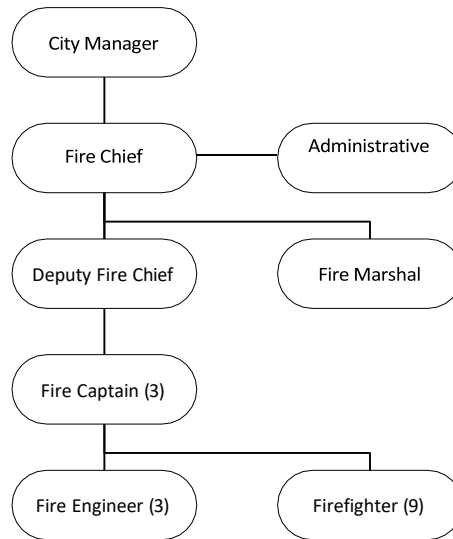 City Manager
Fire Chief
Administrative
Deputy Fire Chief
Fire Marshal
Fire Captain (3)
Fire Engineer (3)
Firefighter (9)